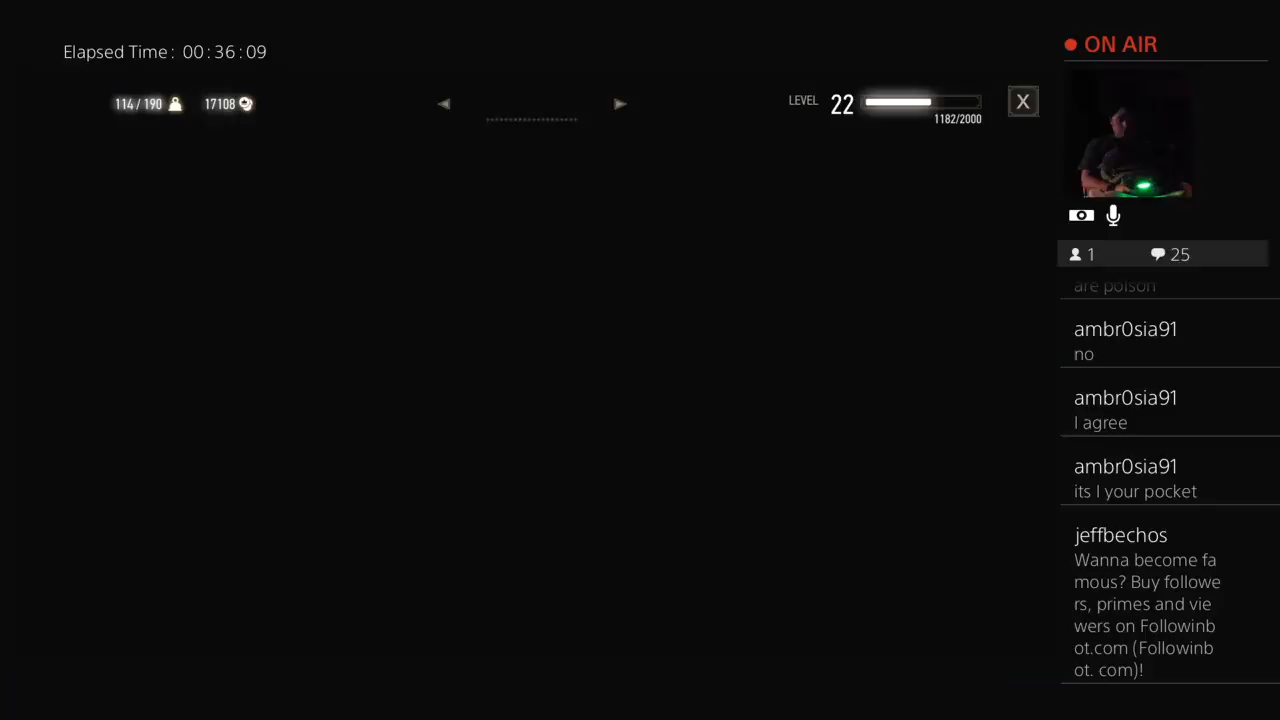 Elapsed Time: 00:36:09
114/190
17108
LEVEL 22
1182/2000
X
ON AIR
1
25
are poison
ambr0sia91
no
ambr0sia91
I agree
ambr0sia91
its I your pocket
jeffbechos
Wanna become fa
mous? Buy followe
rs, primes and vie
wers on Followinb
ot.com (Followinb
ot. com)!